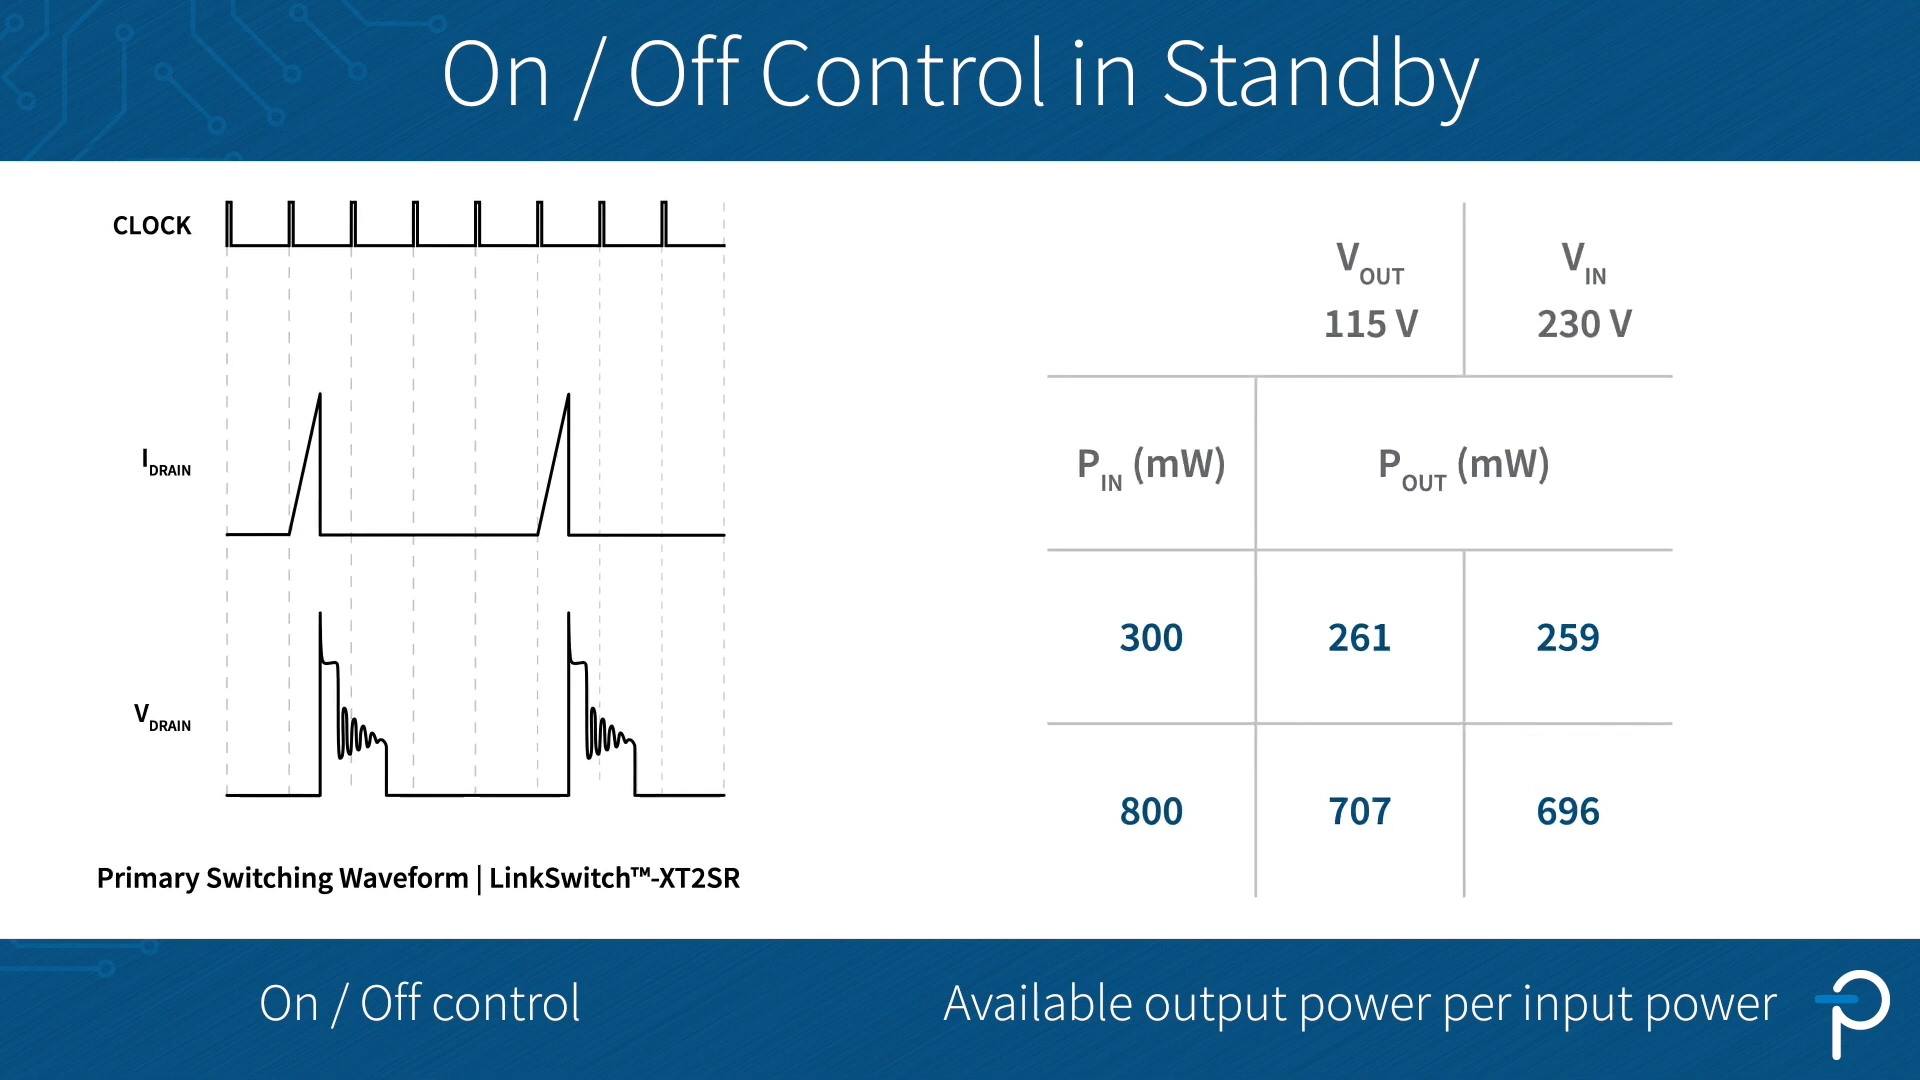 On / Off Control in Standby
CLOCK
IDRAIN
VDRAIN
Primary Switching Waveform | LinkSwitch™-XT2SR
VOUT VIN
115 V 230 V
PIN (mW) POUT (mW)
300 261 259
800 707 696
On / Off control
Available output power per input power